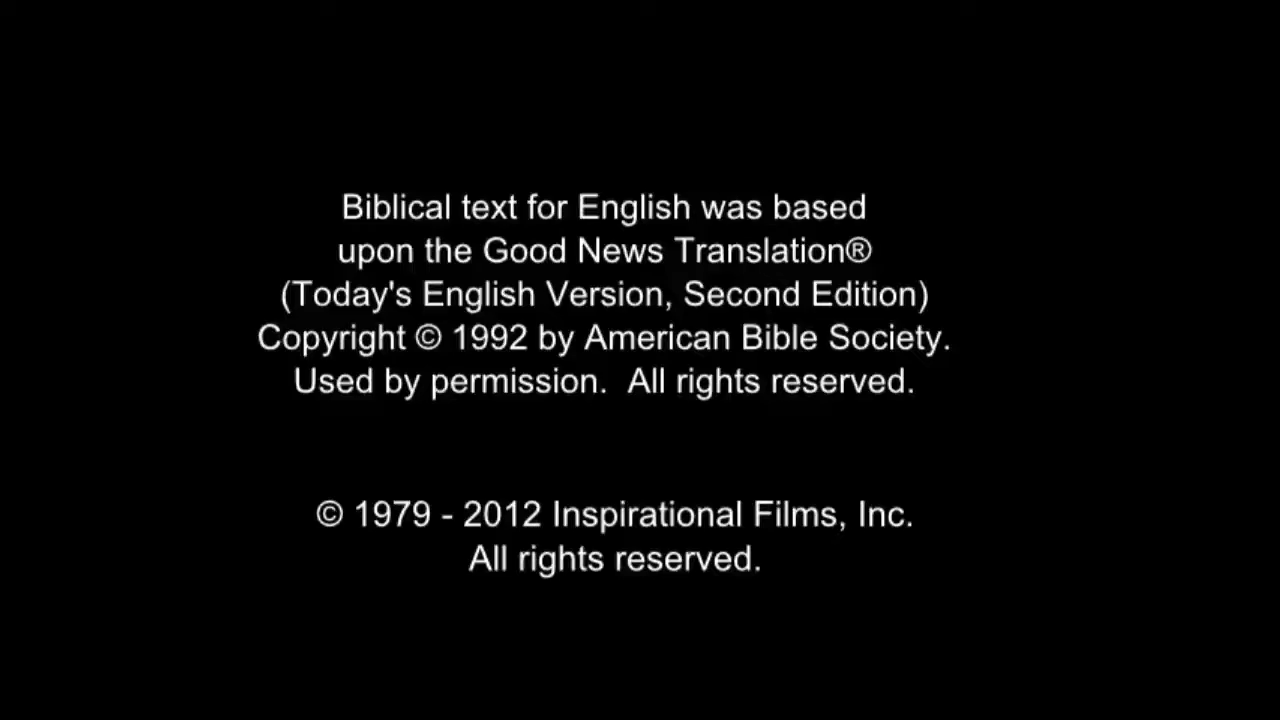 Biblical text for English was based
upon the Good News Translation®
(Today's English Version, Second Edition)
Copyright © 1992 by American Bible Society.
Used by permission.  All rights reserved.
© 1979 - 2012 Inspirational Films, Inc.
All rights reserved.